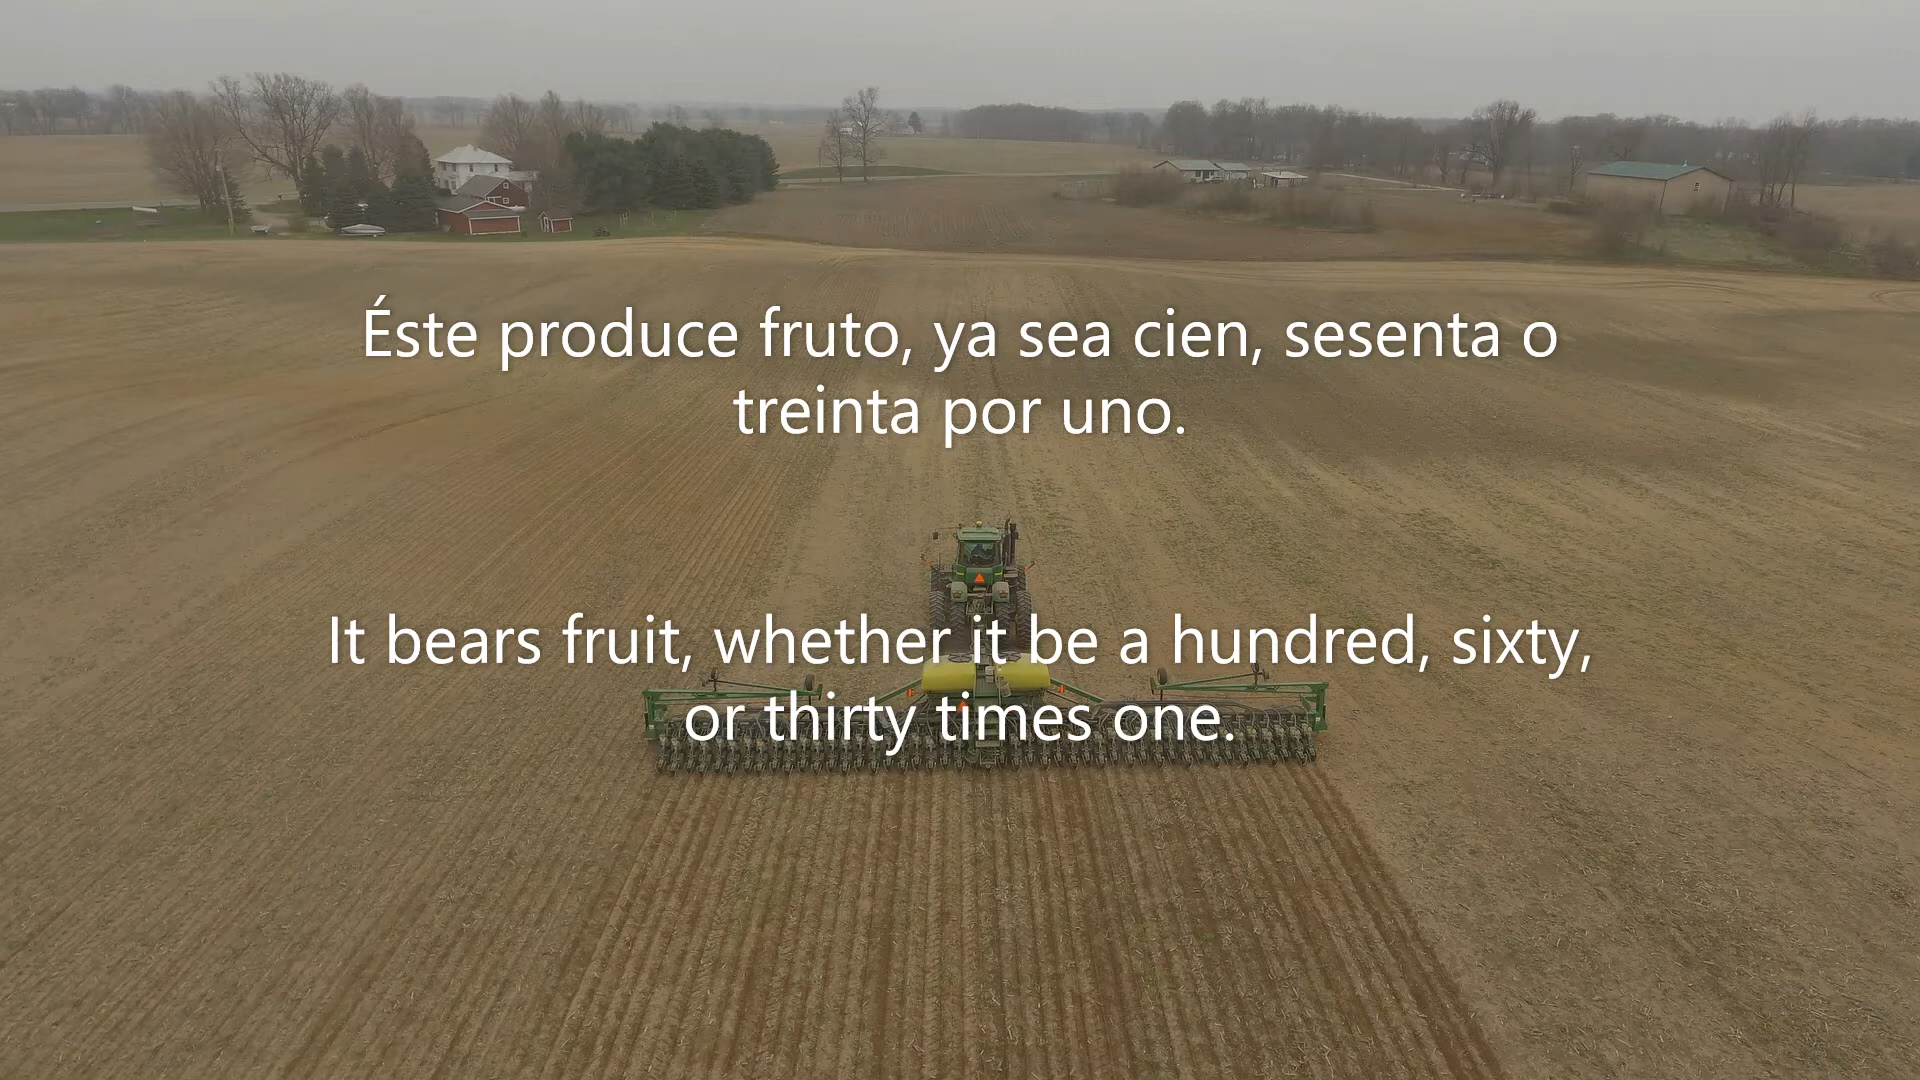 Éste produce fruto, ya sea cien, sesenta o
treinta por uno.
It bears fruit, whether it be a hundred, sixty,
or thirty times one.